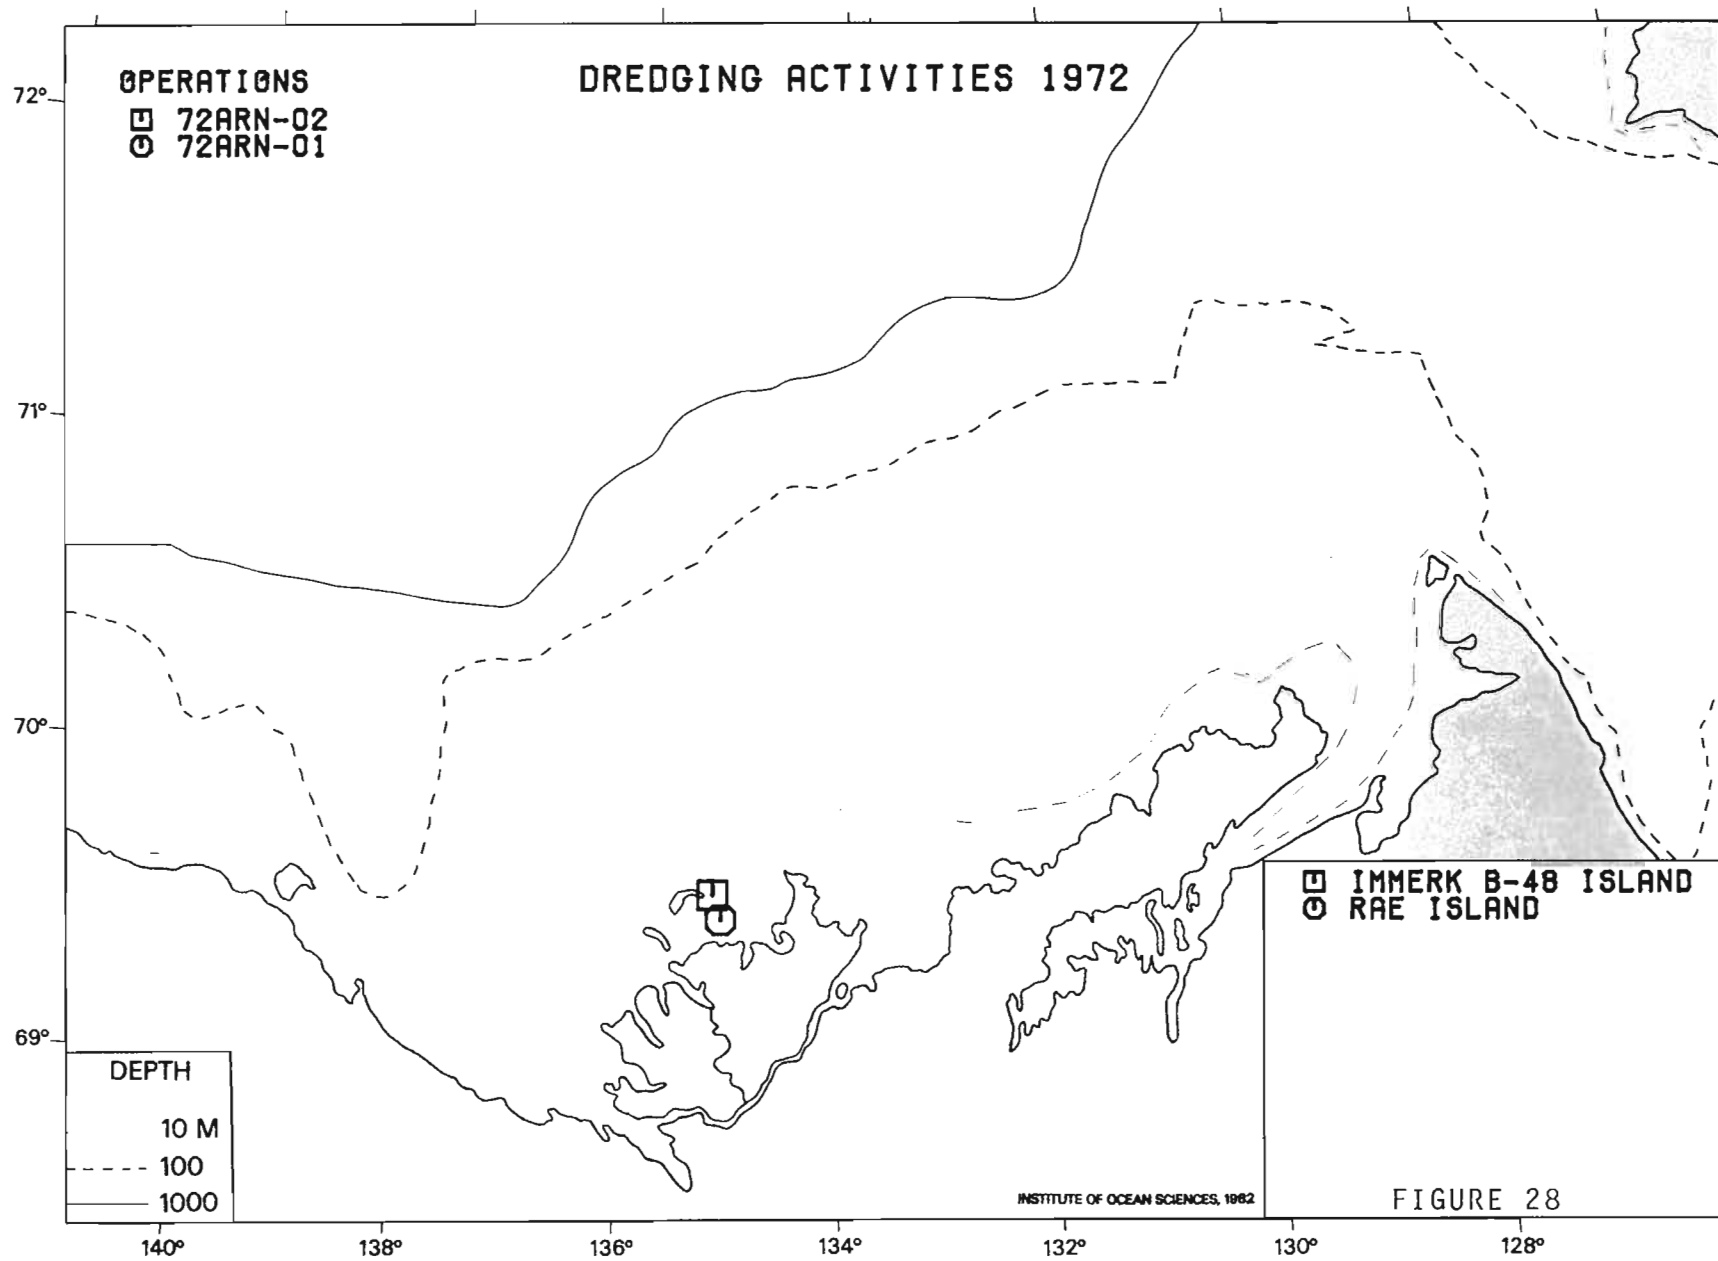 DREDGING ACTIVITIES 1972
OPERATIONS
72ARN-02
72ARN-01
72°
71°
70°
69°
IMMERK B-48 ISLAND
RAE ISLAND
DEPTH
10 M
100
1000
INSTITUTE OF OCEAN SCIENCES, 1982
FIGURE 28
140° 138° 136° 134° 132° 130° 128°